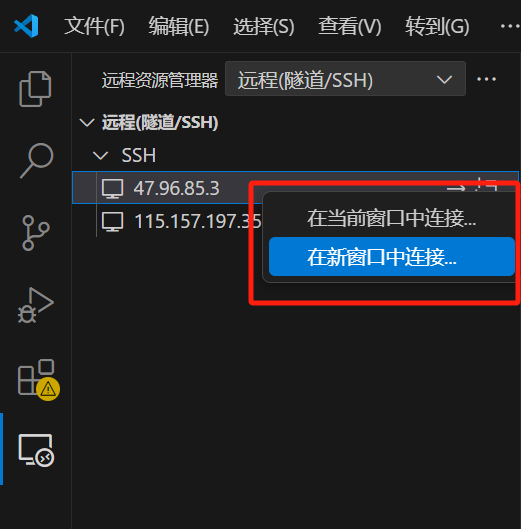 文件(F) 编辑(E) 选择(S) 查看(V) 转到(G) ···
远程资源管理器 远程(隧道/SSH) ···
远程(隧道/SSH)
SSH
47.96.85.3
115.157.197.35
在当前窗口中连接...
在新窗口中连接...